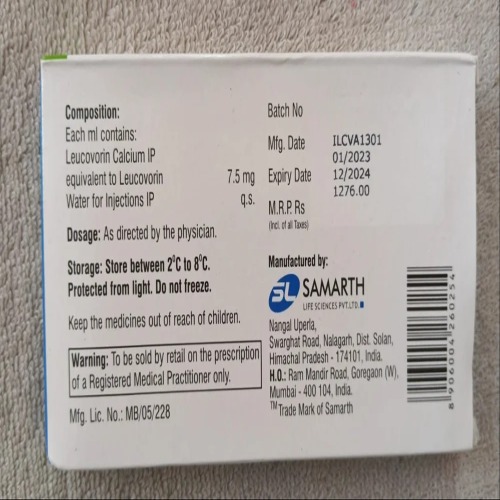 Composition:
Each ml contains:
Leucovorin Calcium IP
equivalent to Leucovorin 7.5 mg
Water for Injections IP q.s.
Dosage: As directed by the physician.
Storage: Store between 2°C to 8°C.
Protected from light. Do not freeze.
Keep the medicines out of reach of children.
Warning: To be sold by retail on the prescription
of a Registered Medical Practitioner only.
Mfg. Lic. No.: MB/05/228
Batch No
Mfg. Date
Expiry Date
M.R.P. Rs
(Incl. of all Taxes)
ILCVA1301
01/2023
12/2024
1276.00
Manufactured by:
SL SAMARTH
LIFE SCIENCES PVT.LTD.
Nangal Uperla,
Swarghat Road, Nalagarh, Dist. Solan,
Himachal Pradesh - 174101, India.
H.O.: Ram Mandir Road, Goregaon (W),
Mumbai - 400 104, India.
TM Trade Mark of Samarth
8 906004 260254